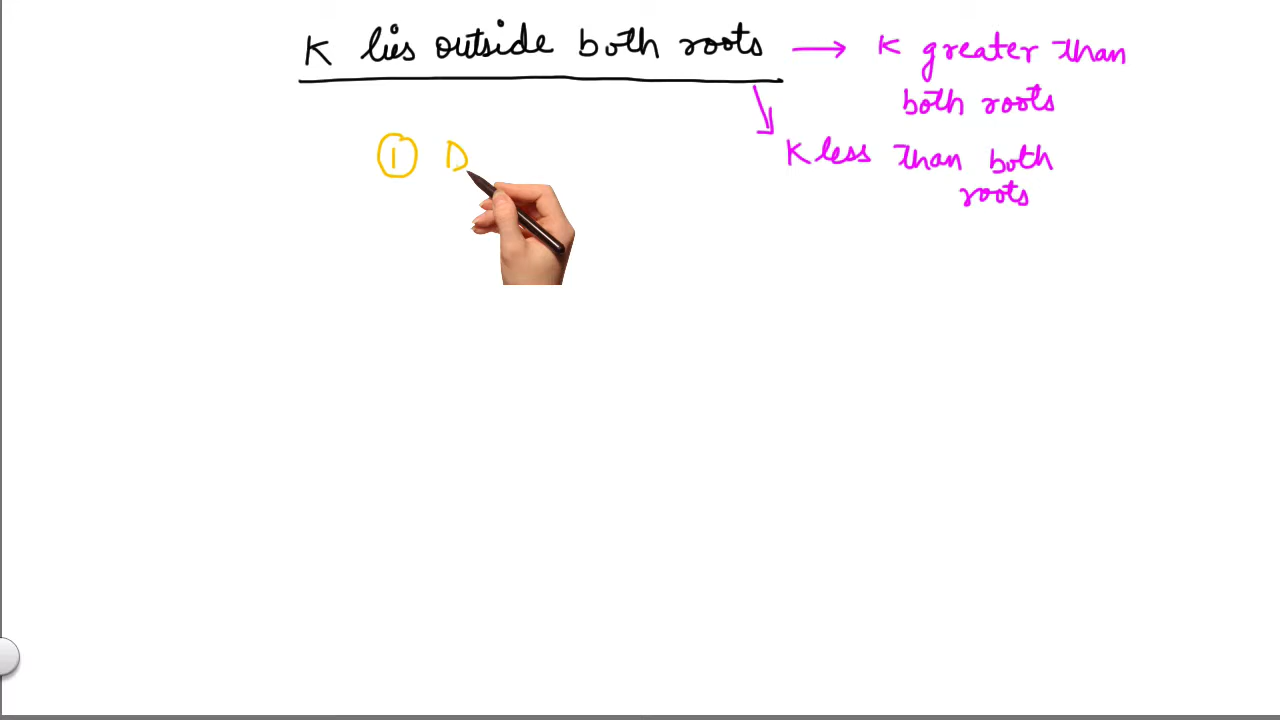 K lies outside both roots → K greater than
both roots
K less than both
roots
① D